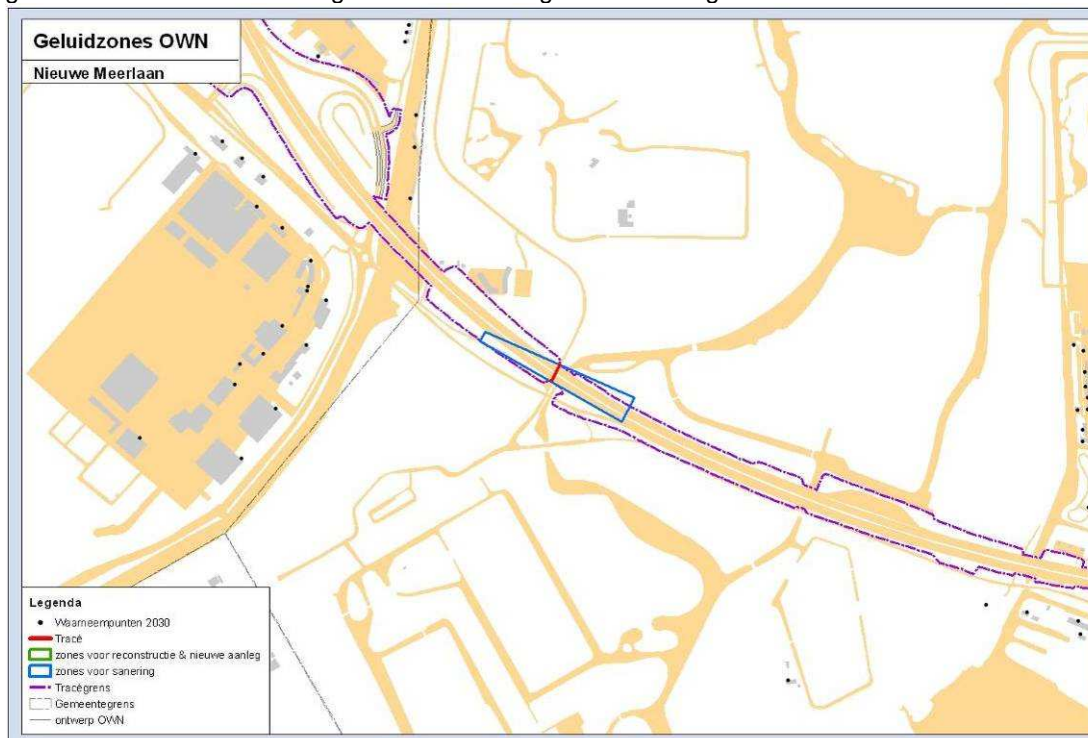 Geluidzones OWN
Nieuwe Meerlaan
Legenda
Waarneempunten 2030
Tracé
zones voor reconstructie & nieuwe aanleg
zones voor sanering
Tracégrens
Gemeentegrens
ontwerp OWN